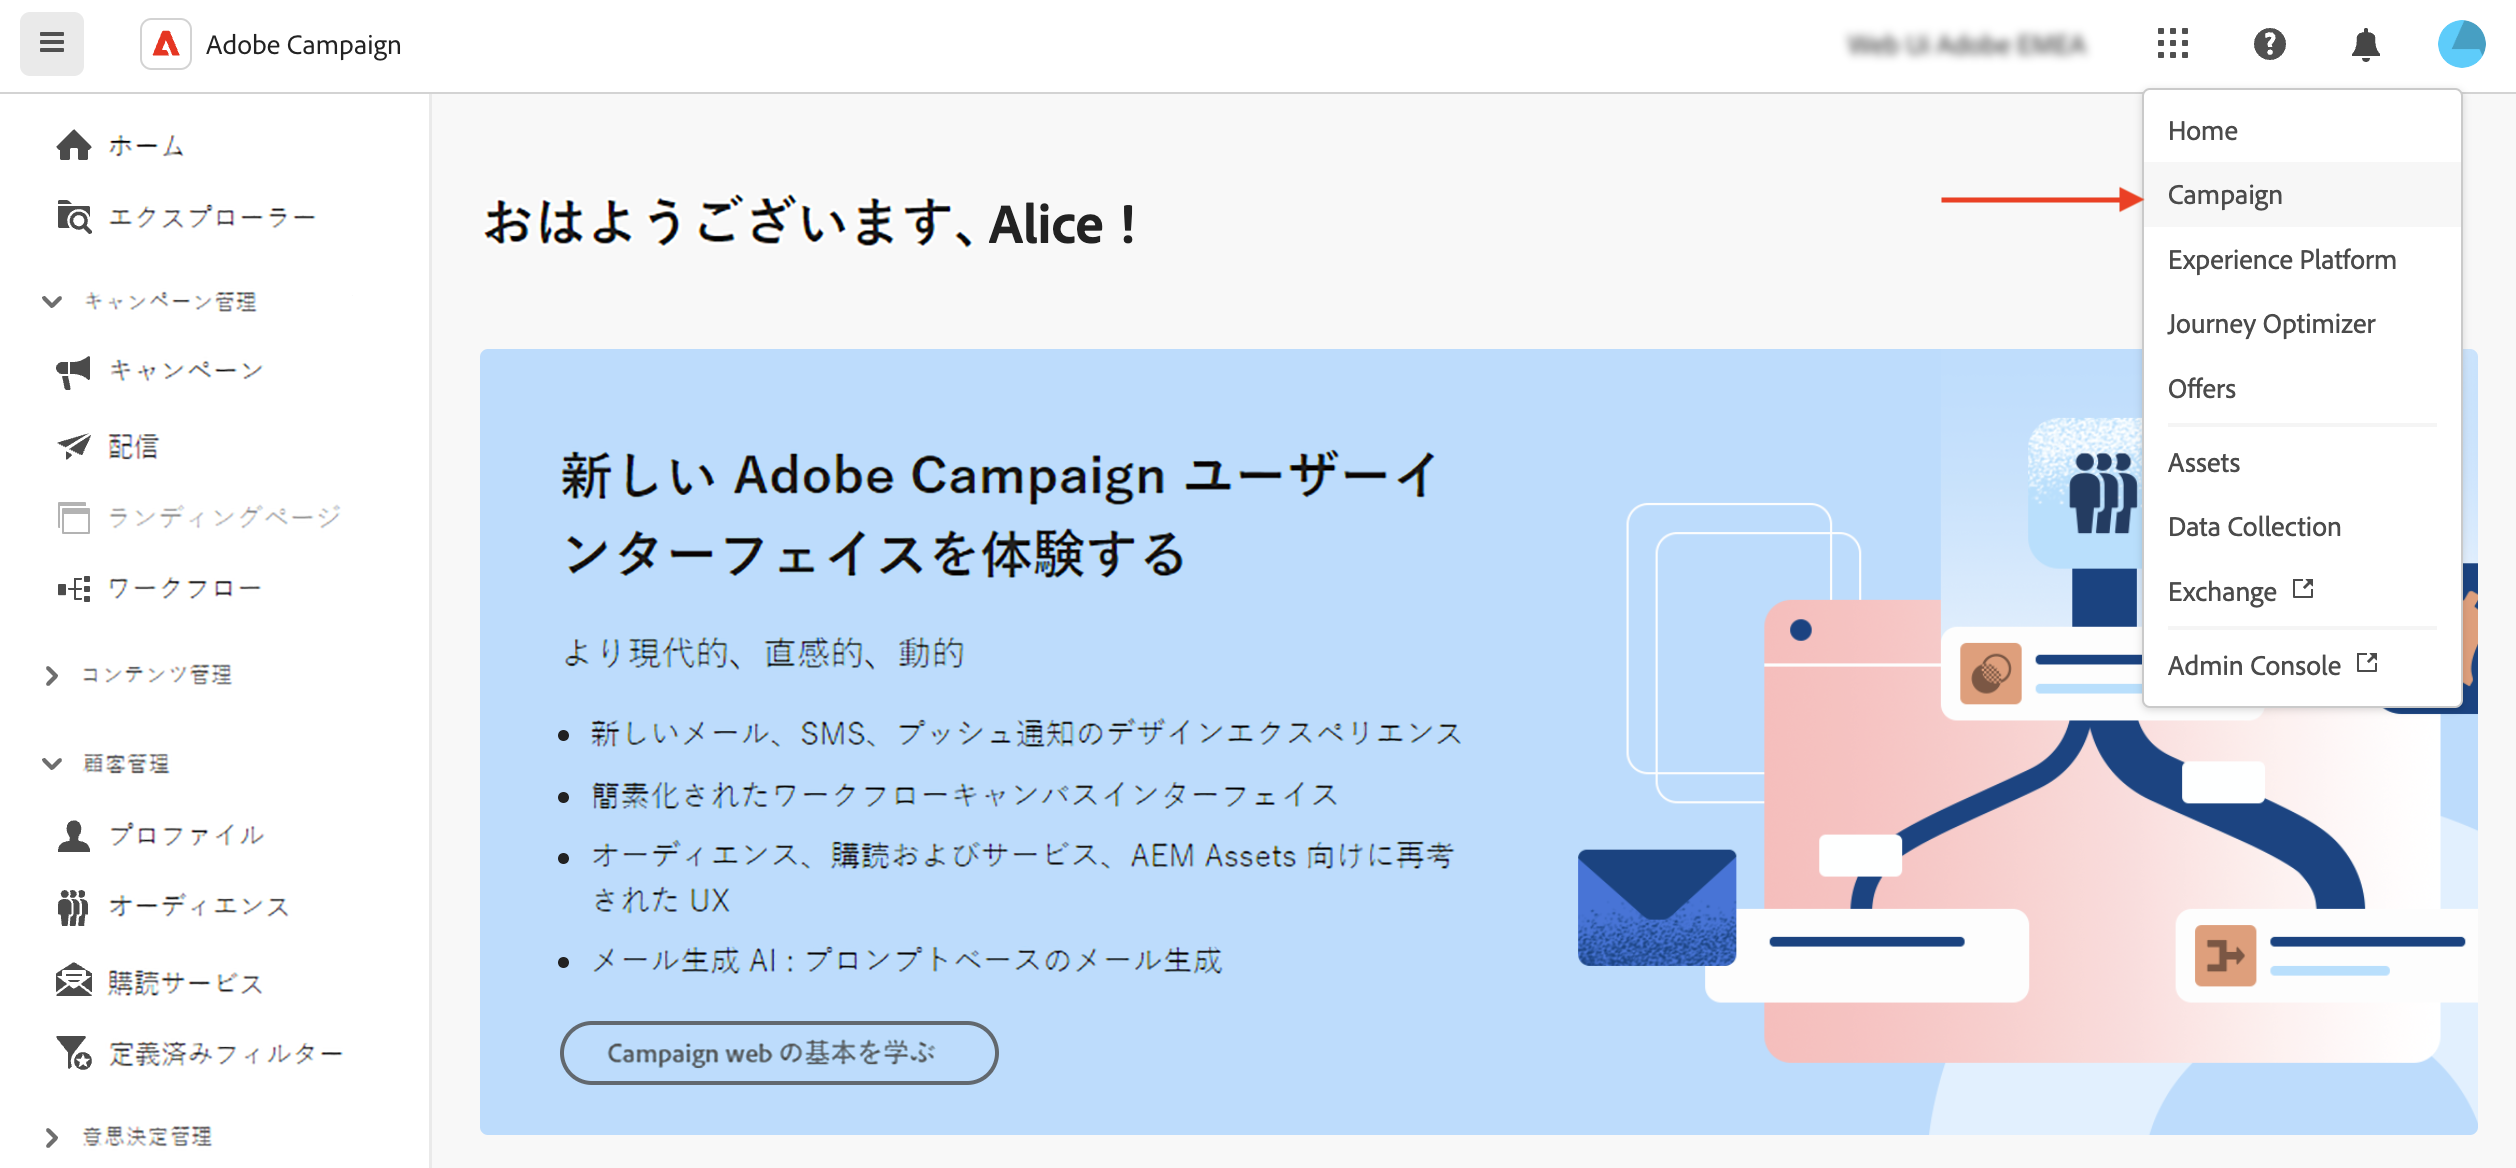 Adobe Campaign
ホーム
エクスプローラー
キャンペーン管理
キャンペーン
配信
ランディングページ
ワークフロー
コンテンツ管理
顧客管理
プロファイル
オーディエンス
購読サービス
定義済みフィルター
意思決定管理
おはようございます、Alice！
新しい Adobe Campaign ユーザーイ
ンターフェイスを体験する
より現代的、直感的、動的
• 新しいメール、SMS、プッシュ通知のデザインエクスペリエンス
• 簡素化されたワークフローキャンバスインターフェイス
• オーディエンス、購読およびサービス、AEM Assets 向けに再考
された UX
• メール生成 AI : プロンプトベースのメール生成
Campaign web の基本を学ぶ
Home
Campaign
Experience Platform
Journey Optimizer
Offers
Assets
Data Collection
Exchange
Admin Console